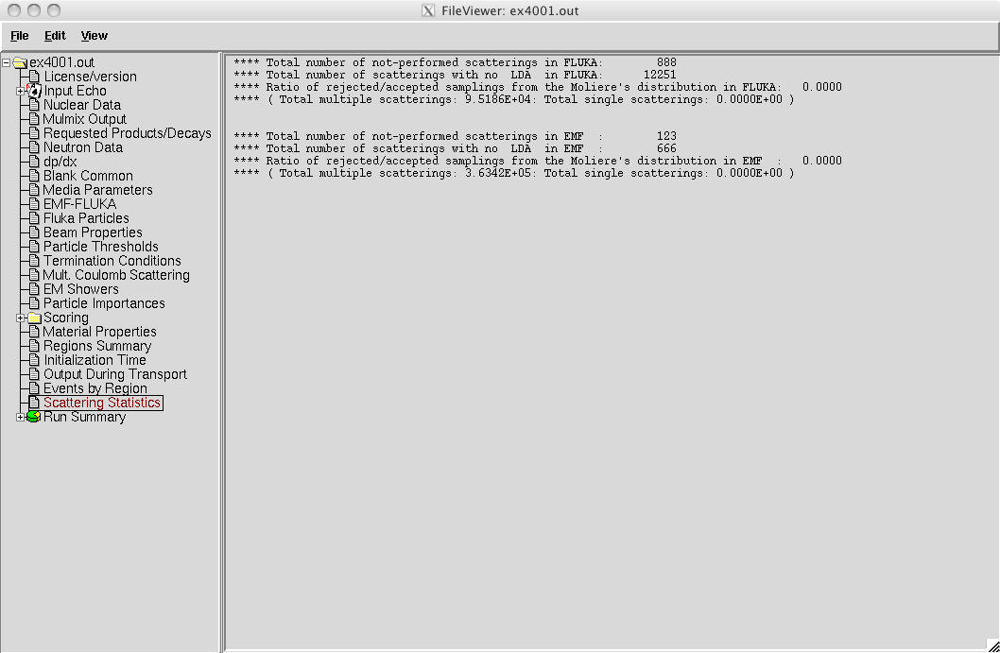 FileViewer: ex4001.out
File Edit View
ex4001.out
License/version
Input Echo
Nuclear Data
Mulmix Output
Requested Products/Decays
Neutron Data
dp/dx
Blank Common
Media Parameters
EMF-FLUKA
Fluka Particles
Beam Properties
Particle Thresholds
Termination Conditions
Mult. Coulomb Scattering
EM Showers
Particle Importances
Scoring
Material Properties
Regions Summary
Initialization Time
Output During Transport
Events by Region
Scattering Statistics
Run Summary
**** Total number of not-performed scatterings in FLUKA: 888
**** Total number of scatterings with no LDA in FLUKA: 12251
**** Ratio of rejected/accepted samplings from the Moliere's distribution in FLUKA: 0.0000
**** ( Total multiple scatterings: 9.5186E+04: Total single scatterings: 0.0000E+00 )
**** Total number of not-performed scatterings in EMF : 123
**** Total number of scatterings with no LDA in EMF : 666
**** Ratio of rejected/accepted samplings from the Moliere's distribution in EMF : 0.0000
**** ( Total multiple scatterings: 3.6342E+05: Total single scatterings: 0.0000E+00 )